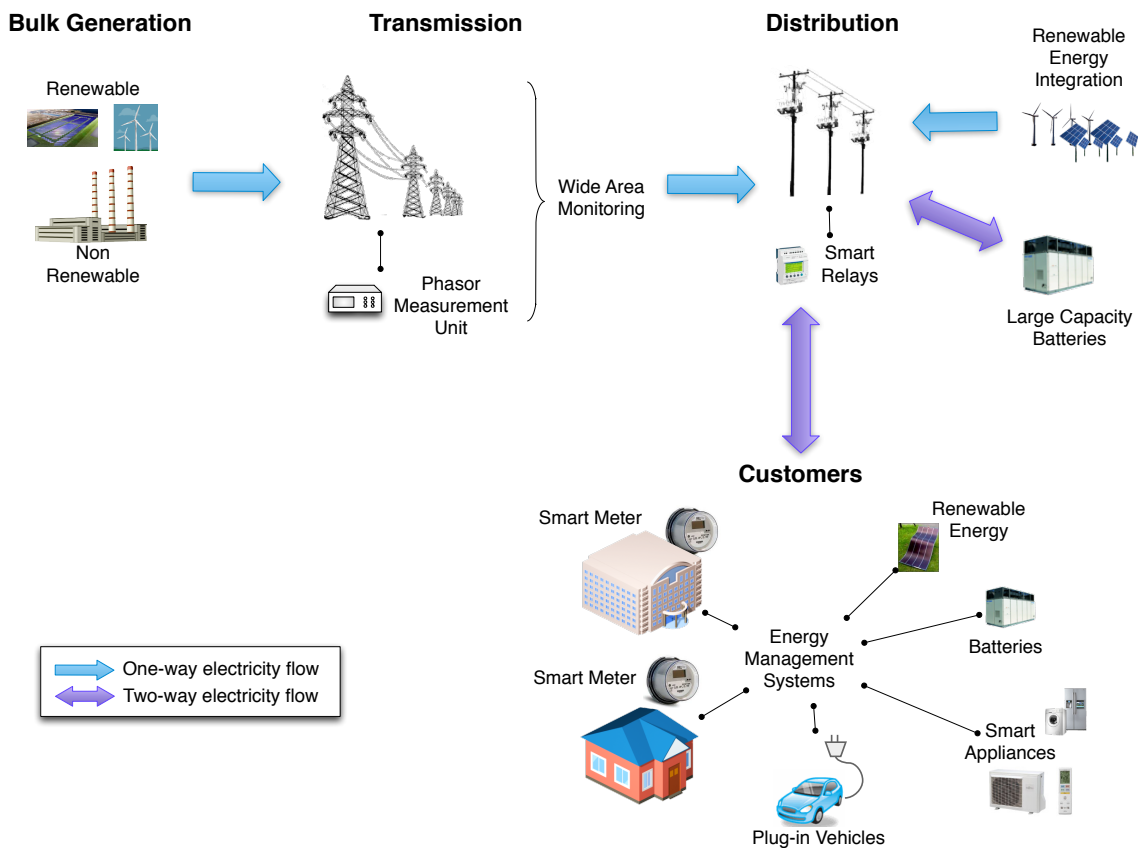 Bulk Generation
Transmission
Distribution
Renewable
Non
Renewable
Phasor
Measurement
Unit
Wide Area
Monitoring
Renewable
Energy
Integration
Smart
Relays
Large Capacity
Batteries
Customers
Smart Meter
Smart Meter
Energy
Management
Systems
Renewable
Energy
Batteries
Smart
Appliances
Plug-in Vehicles
One-way electricity flow
Two-way electricity flow